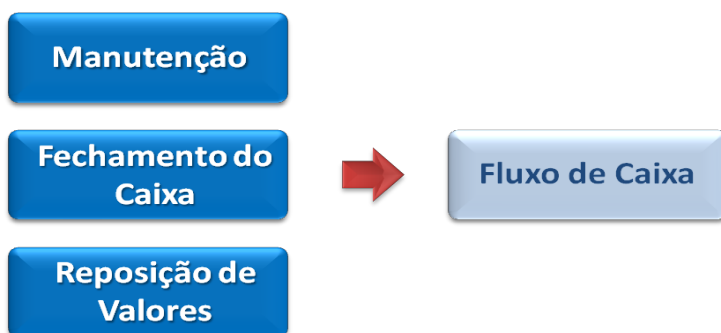 Manutenção
Fechamento do
Caixa
Fluxo de Caixa
Reposição de
Valores